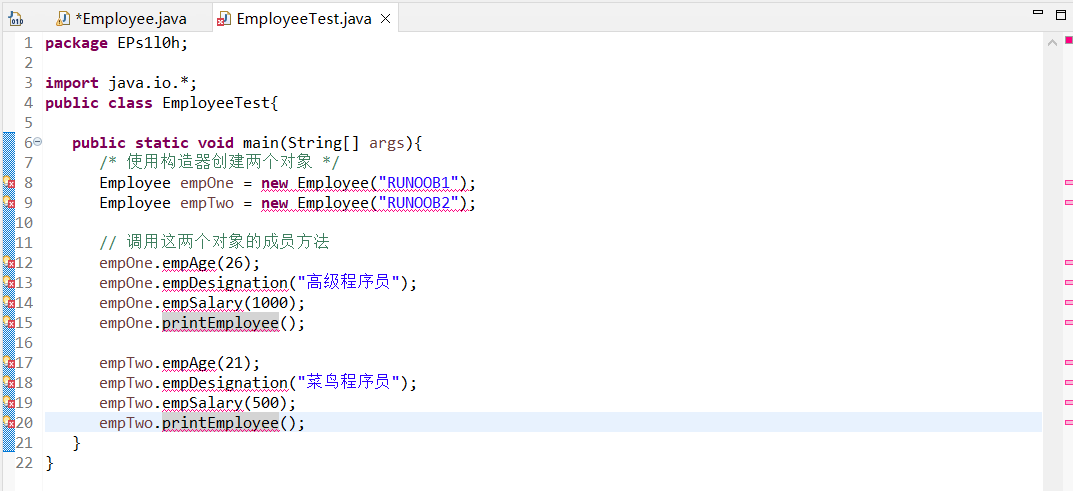 *Employee.java EmployeeTest.java
1 package EPs1l0h;
2
3 import java.io.*;
4 public class EmployeeTest{
5
6 public static void main(String[] args){
7 /* 使用构造器创建两个对象 */
8 Employee empOne = new Employee("RUNOOB1");
9 Employee empTwo = new Employee("RUNOOB2");
10
11 // 调用这两个对象的成员方法
12 empOne.empAge(26);
13 empOne.empDesignation("高级程序员");
14 empOne.empSalary(1000);
15 empOne.printEmployee();
16
17 empTwo.empAge(21);
18 empTwo.empDesignation("菜鸟程序员");
19 empTwo.empSalary(500);
20 empTwo.printEmployee();
21 }
22 }